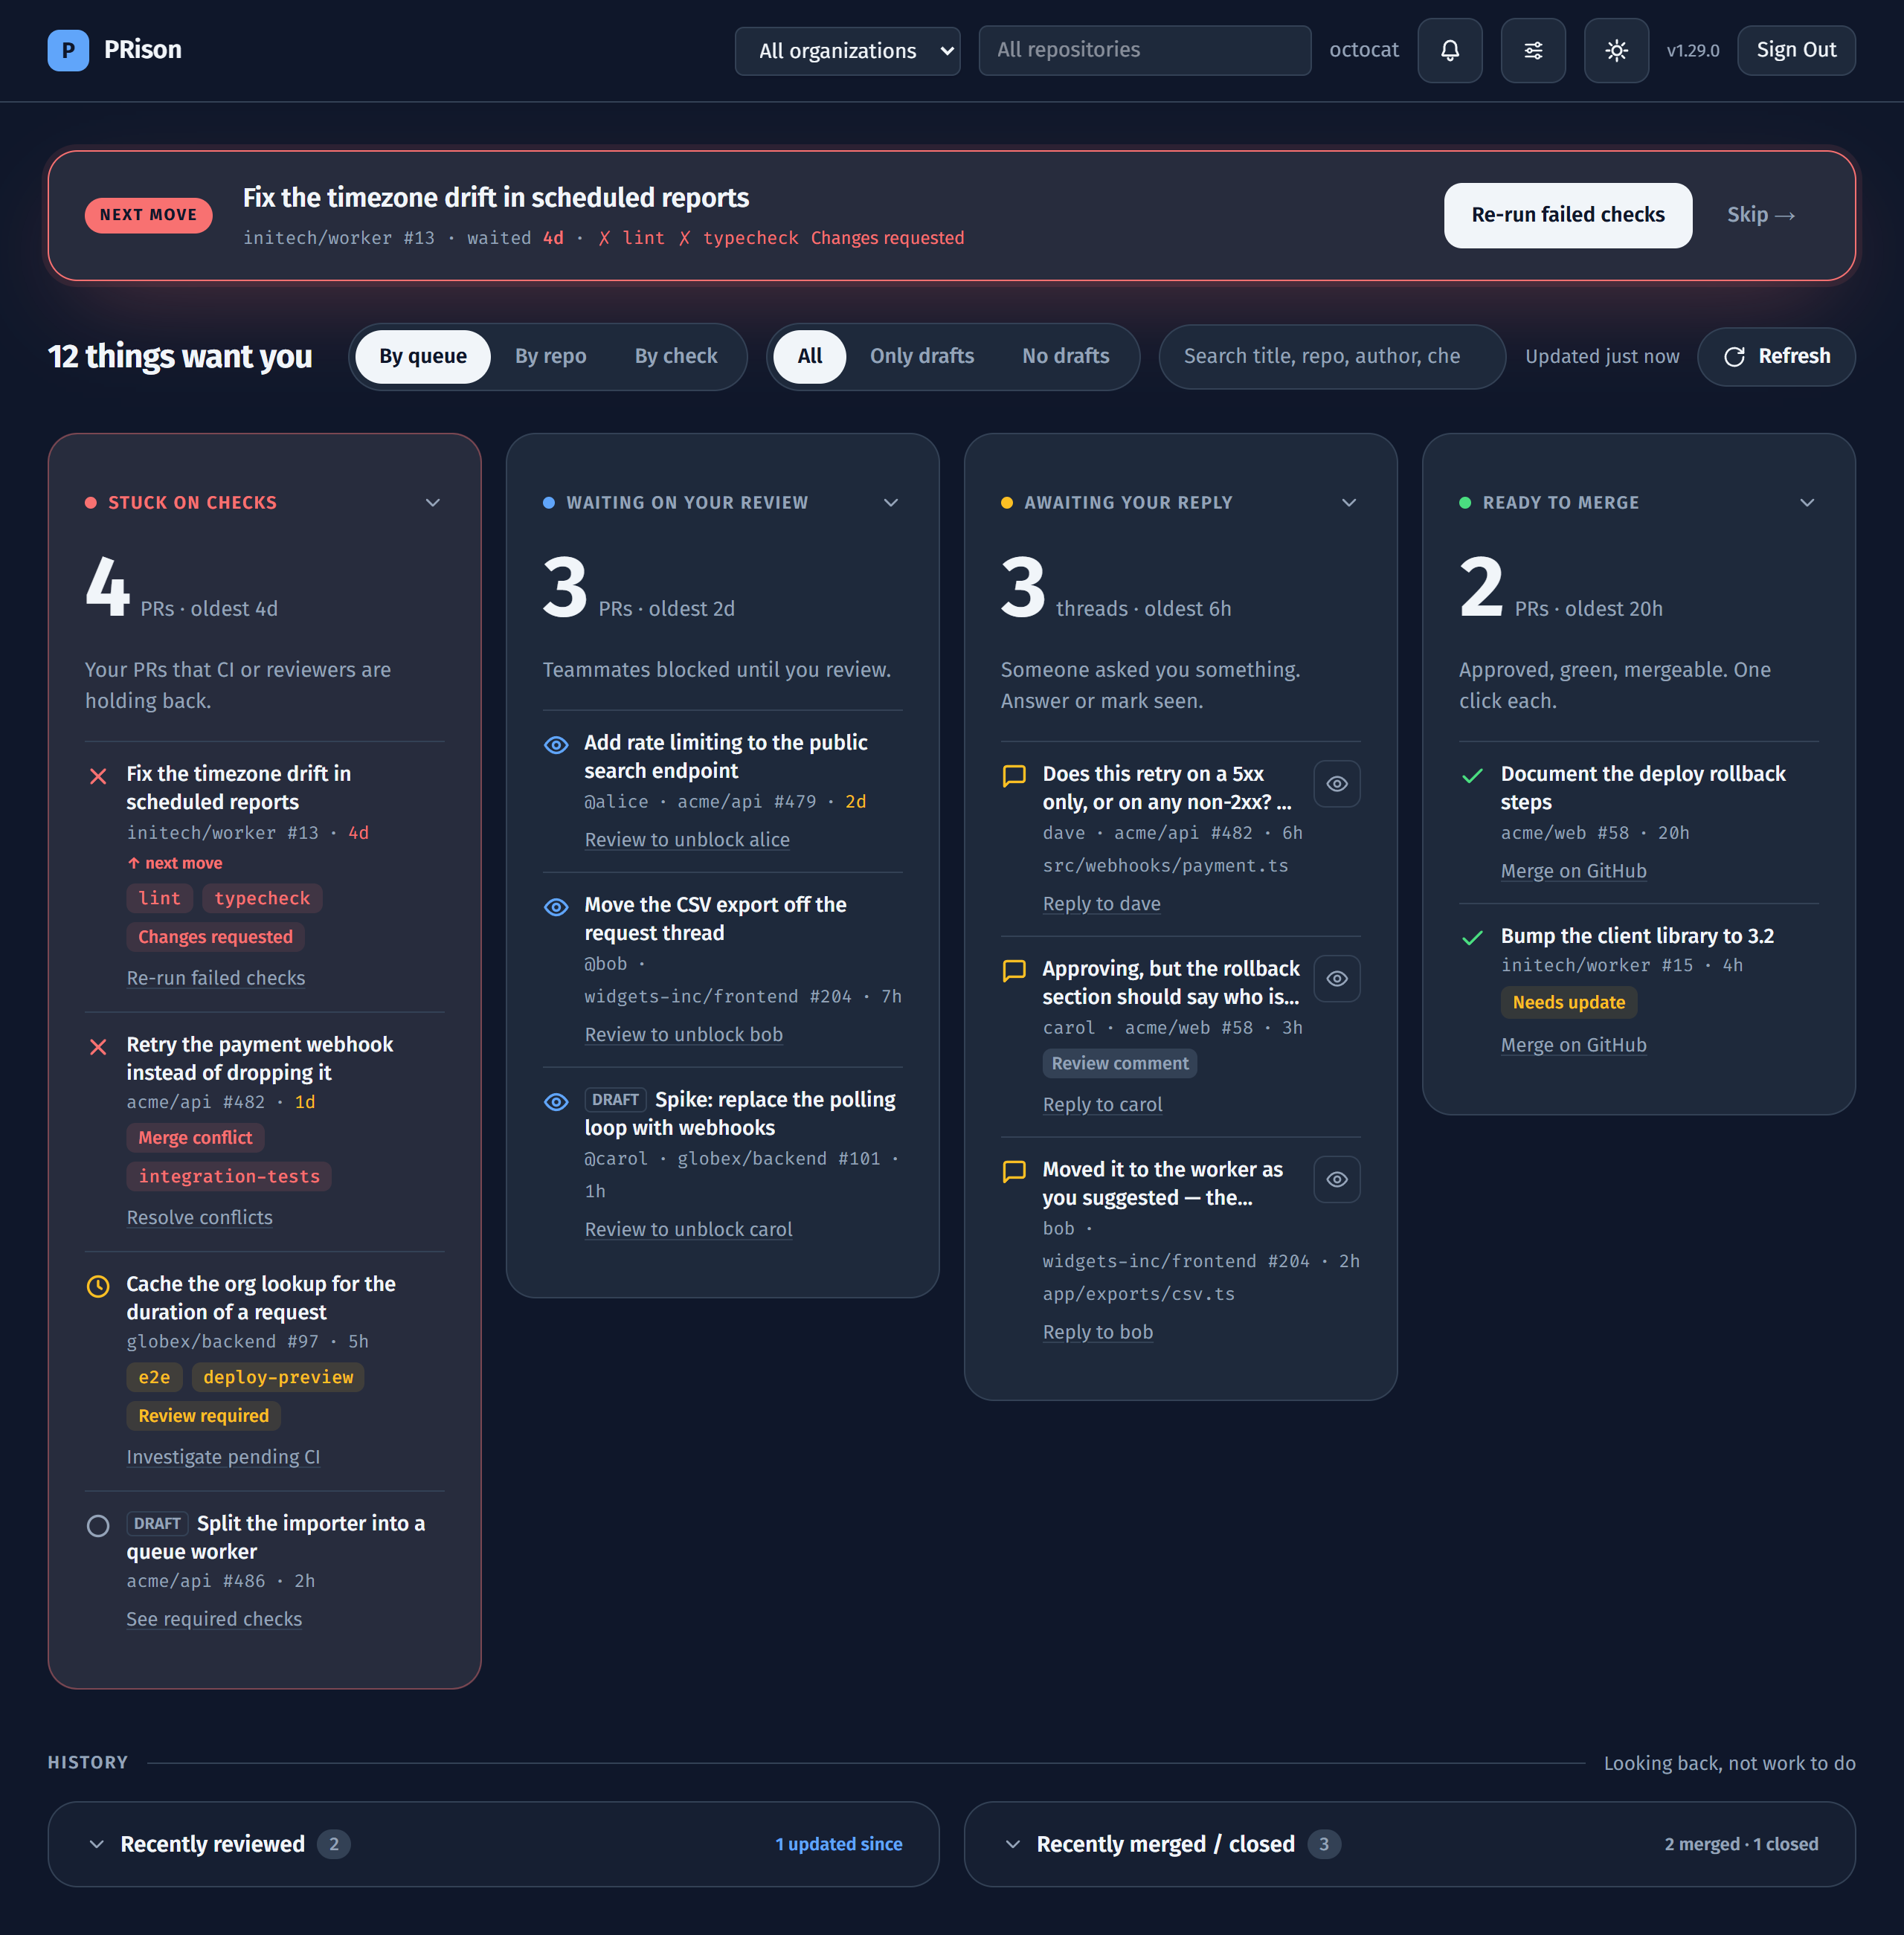 P PRison
All organizations
All repositories
octocat
v1.29.0
Sign Out
NEXT MOVE
Fix the timezone drift in scheduled reports
initech/worker #13 · waited 4d · ✗ lint ✗ typecheck Changes requested
Re-run failed checks
Skip →
12 things want you
By queue
By repo
By check
All
Only drafts
No drafts
Search title, repo, author, che
Updated just now
Refresh
STUCK ON CHECKS
4 PRs · oldest 4d
Your PRs that CI or reviewers are
holding back.
Fix the timezone drift in
scheduled reports
initech/worker #13 · 4d
↑ next move
lint typecheck
Changes requested
Re-run failed checks
Retry the payment webhook
instead of dropping it
acme/api #482 · 1d
Merge conflict
integration-tests
Resolve conflicts
Cache the org lookup for the
duration of a request
globex/backend #97 · 5h
e2e deploy-preview
Review required
Investigate pending CI
DRAFT Split the importer into a
queue worker
acme/api #486 · 2h
See required checks
WAITING ON YOUR REVIEW
3 PRs · oldest 2d
Teammates blocked until you review.
Add rate limiting to the public
search endpoint
@alice · acme/api #479 · 2d
Review to unblock alice
Move the CSV export off the
request thread
@bob ·
widgets-inc/frontend #204 · 7h
Review to unblock bob
DRAFT Spike: replace the polling
loop with webhooks
@carol · globex/backend #101 ·
1h
Review to unblock carol
AWAITING YOUR REPLY
3 threads · oldest 6h
Someone asked you something.
Answer or mark seen.
Does this retry on a 5xx
only, or on any non-2xx? ...
dave · acme/api #482 · 6h
src/webhooks/payment.ts
Reply to dave
Approving, but the rollback
section should say who is...
carol · acme/web #58 · 3h
Review comment
Reply to carol
Moved it to the worker as
you suggested — the...
bob ·
widgets-inc/frontend #204 · 2h
app/exports/csv.ts
Reply to bob
READY TO MERGE
2 PRs · oldest 20h
Approved, green, mergeable. One
click each.
Document the deploy rollback
steps
acme/web #58 · 20h
Merge on GitHub
Bump the client library to 3.2
initech/worker #15 · 4h
Needs update
Merge on GitHub
HISTORY
Looking back, not work to do
Recently reviewed 2
1 updated since
Recently merged / closed 3
2 merged · 1 closed